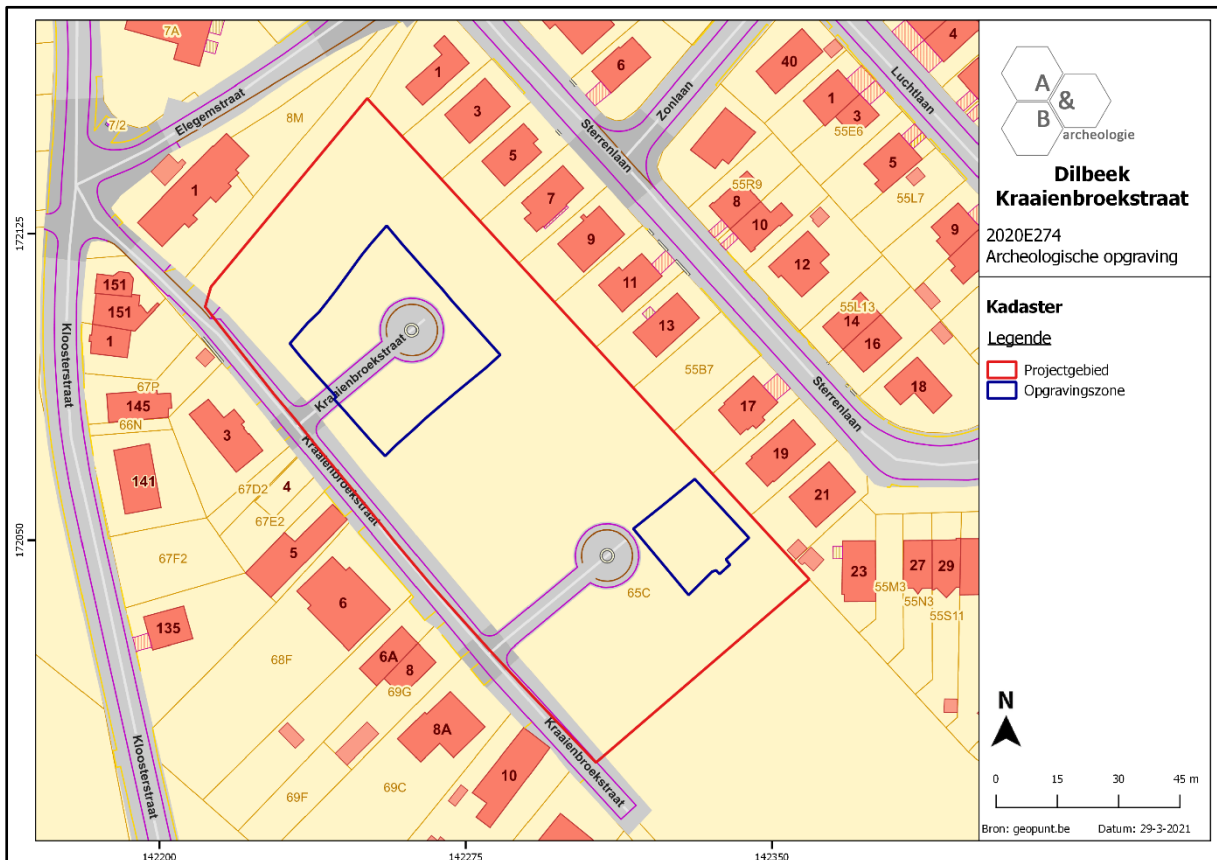 7A
7/2
Elegemstraat
8M
1
1
3
5
7
9
11
13
6
Zonlaan
Sterrenlaan
40
1
3
55E6
Luchtlaan
4
5
55L7
9
55R9
8
10
12
55L13
14
16
18
Sterrenlaan
55B7
17
19
21
23
55M3
27
55N3
29
55S11
151
151
1
67P
145
66N
141
3
67D2
4
67E2
67F2
5
6
135
68F
6A
8
69G
8A
10
69F
69C
65C
Kloosterstraat
Kloosterstraat
Kraaienbroekstraat
Kraaienbroekstraat
Kraaienbroekstraat
172125
172050
142200
142275
142350
A
&
B
archeologie
Dilbeek
Kraaienbroekstraat
2020E274
Archeologische opgraving
Kadaster
Legende
Projectgebied
Opgravingszone
N
0 15 30 45 m
Bron: geopunt.be Datum: 29-3-2021